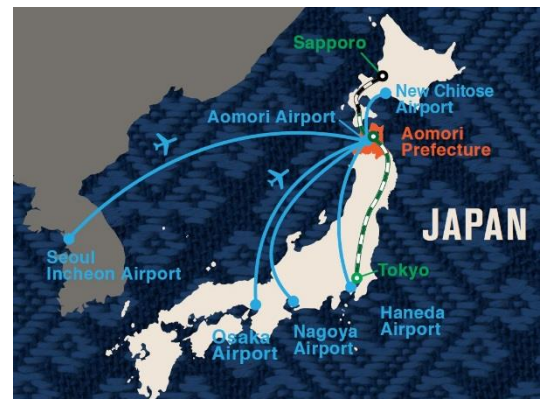 Sapporo
New Chitose
Airport
Aomori Airport
Aomori
Prefecture
JAPAN
Seoul
Incheon Airport
Tokyo
Osaka
Airport
Nagoya
Airport
Haneda
Airport